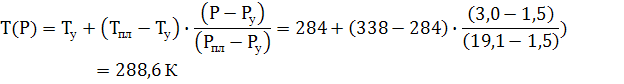 T(P) = Tу + (Tпл − Tу) · (P − Pу) / (Pпл − Pу) = 284 + (338 − 284) · (3,0 − 1,5) / (19,1 − 1,5))
= 288,6 К